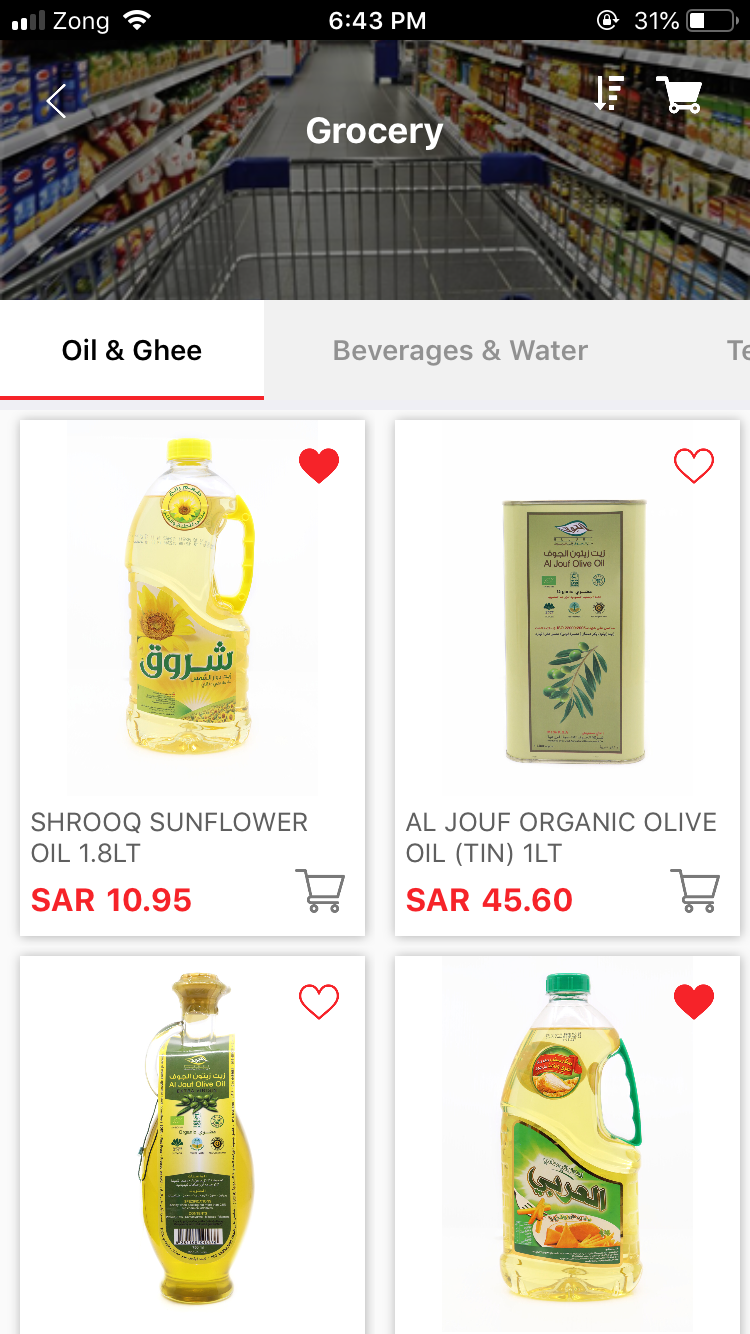 Zong
6:43 PM
31%
Grocery
Oil & Ghee
Beverages & Water
Te
شروق
زيت زيتون الجوف
Al Jouf Olive Oil
Organic
SHROOQ SUNFLOWER
OIL 1.8LT
SAR 10.95
AL JOUF ORGANIC OLIVE
OIL (TIN) 1LT
SAR 45.60
زيت زيتون الجوف
Al Jouf Olive Oil
Organic
العربي